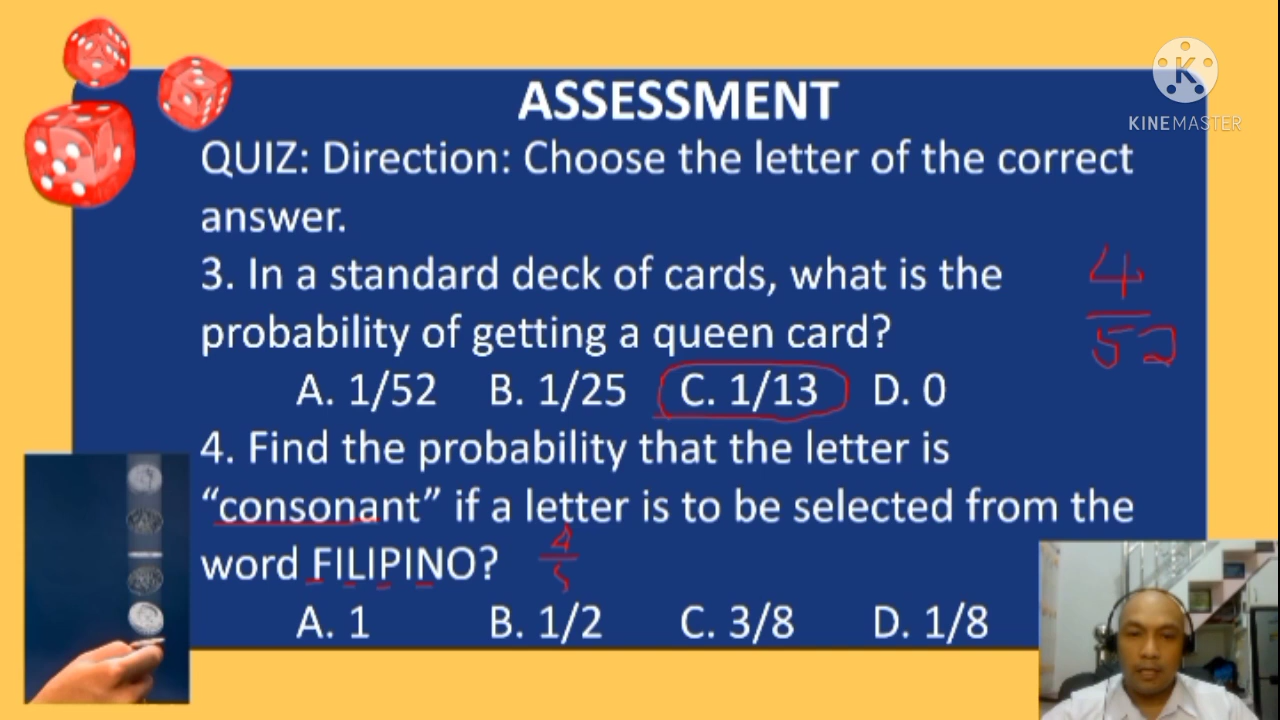 ASSESSMENT
K
KINEMASTER
QUIZ: Direction: Choose the letter of the correct
answer.
3. In a standard deck of cards, what is the
probability of getting a queen card?
4
52
A. 1/52 B. 1/25 C. 1/13 D. 0
4. Find the probability that the letter is
“consonant” if a letter is to be selected from the
word FILIPINO?
4
A. 1 B. 1/2 C. 3/8 D. 1/8